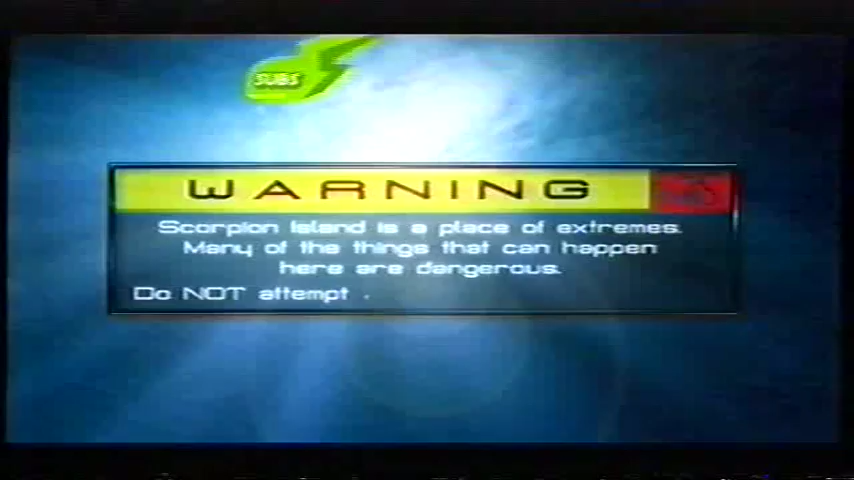 SUBS
WARNING
Scorpion Island is a place of extremes.
Many of the things that can happen
here are dangerous.
Do NOT attempt